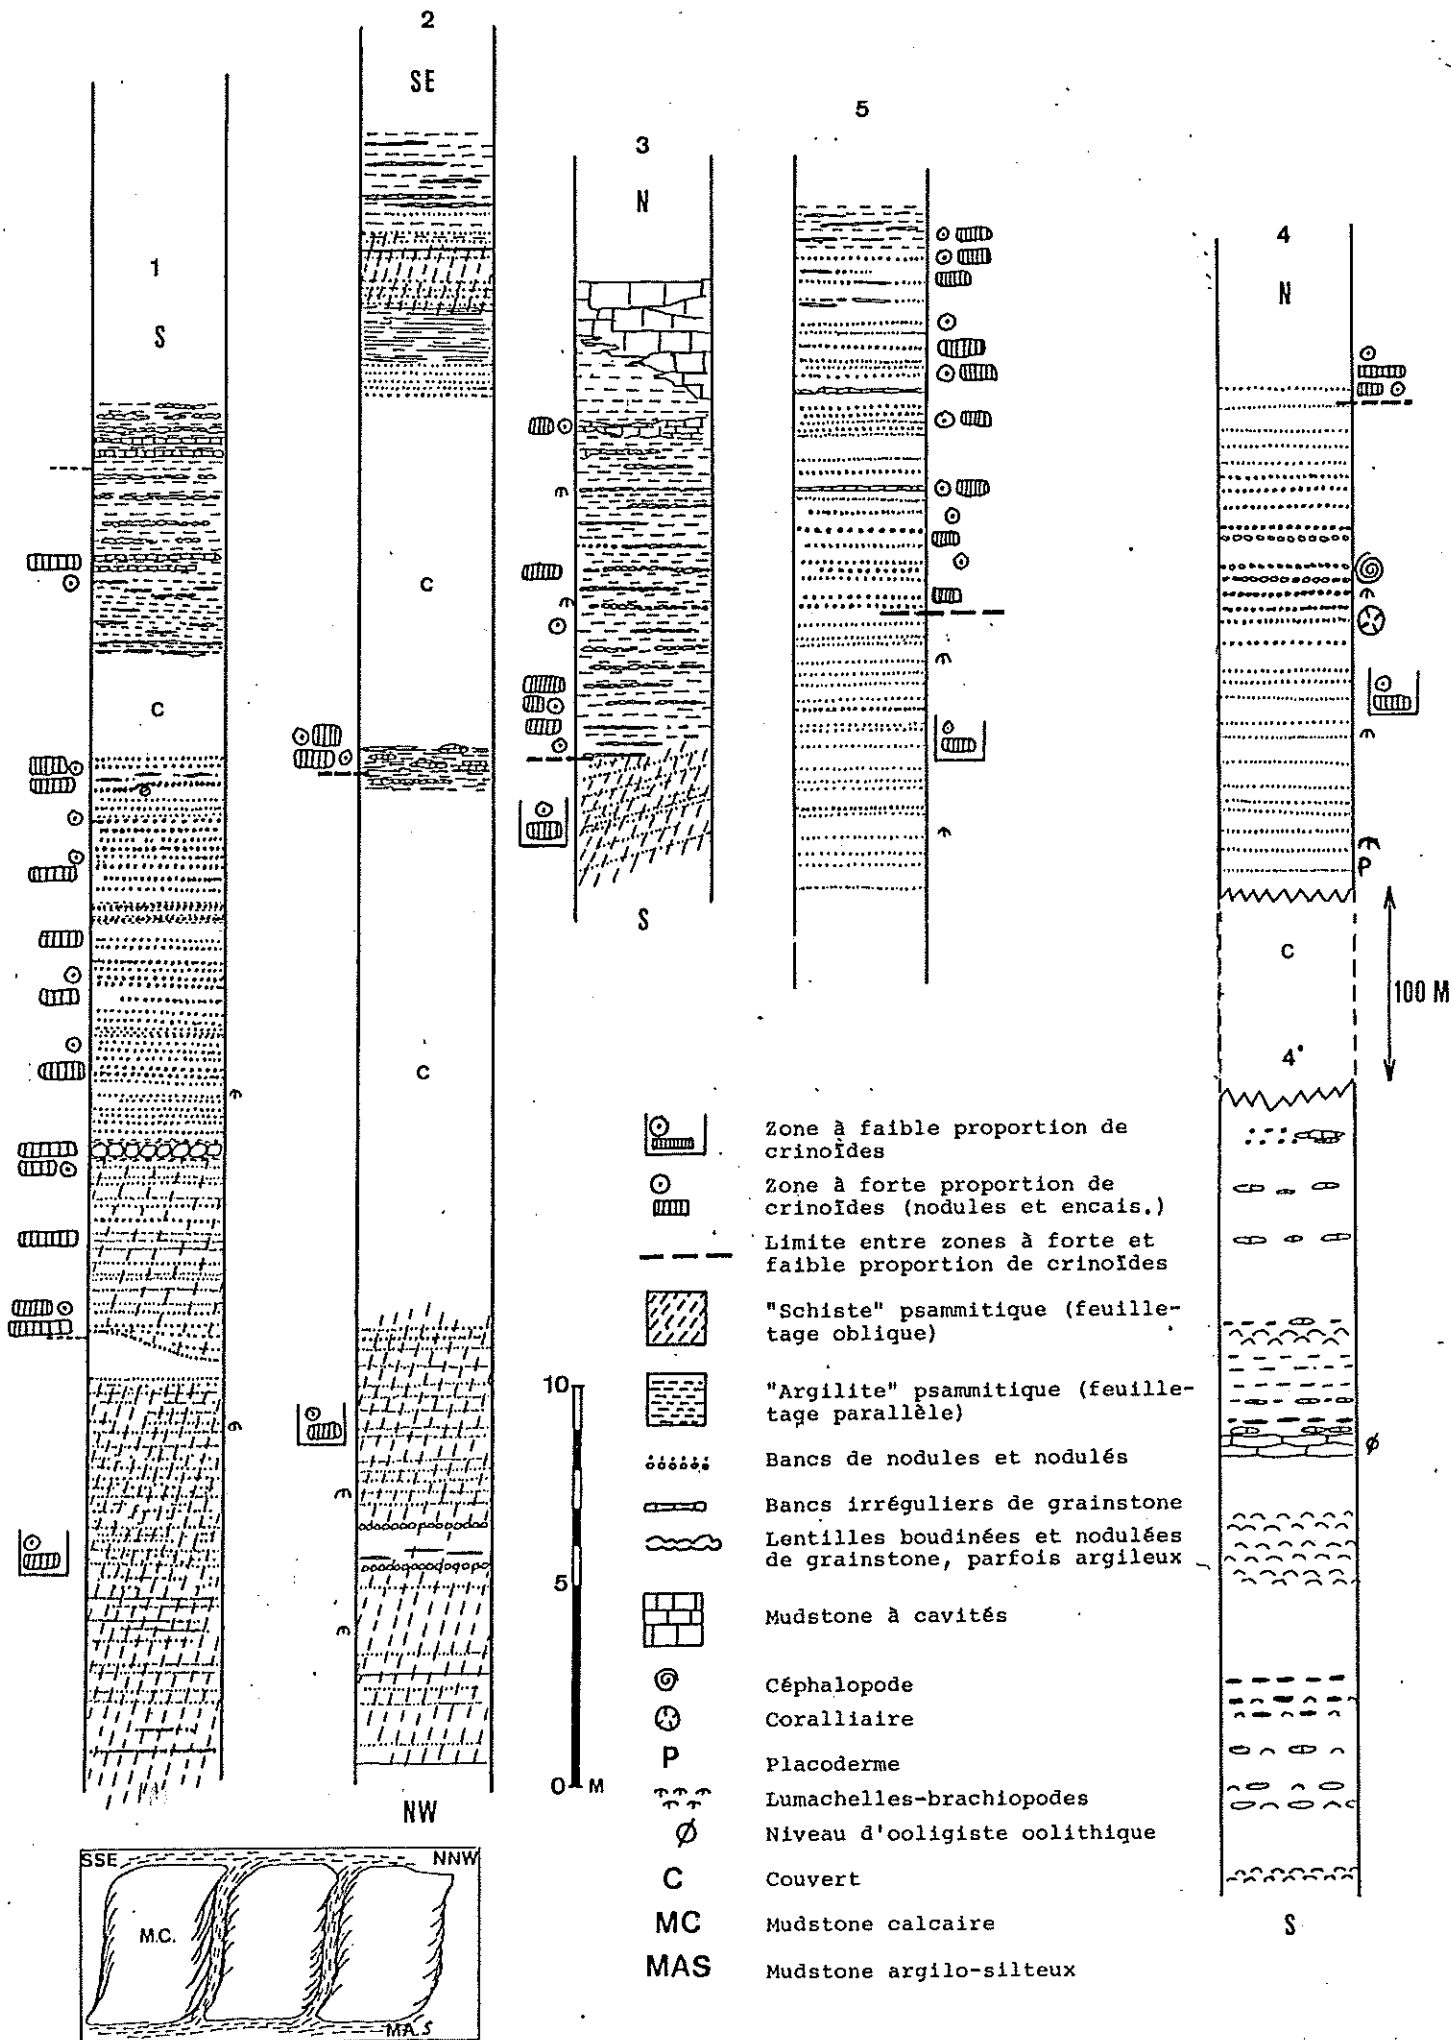 2
SE
5
3
N
4
N
1
S
C
C
C
P
S
C
4'
100 M
C
Zone à faible proportion de
crinoïdes
Zone à forte proportion de
crinoïdes (nodules et encais.)
Limite entre zones à forte et
faible proportion de crinoïdes
"Schiste" psammitique (feuille-
tage oblique)
10
"Argilite" psammitique (feuille-
tage parallèle)
Bancs de nodules et nodulés
ø
Bancs irréguliers de grainstone
Lentilles boudinées et nodulées
de grainstone, parfois argileux
5
Mudstone à cavités
Céphalopode
Coralliaire
P
Placoderme
0 M
Lumachelles-brachiopodes
NW
ø
Niveau d'ooligiste oolithique
C
Couvert
MC
Mudstone calcaire
MAS
Mudstone argilo-silteux
S
SSE
NNW
M.C.
MA.S